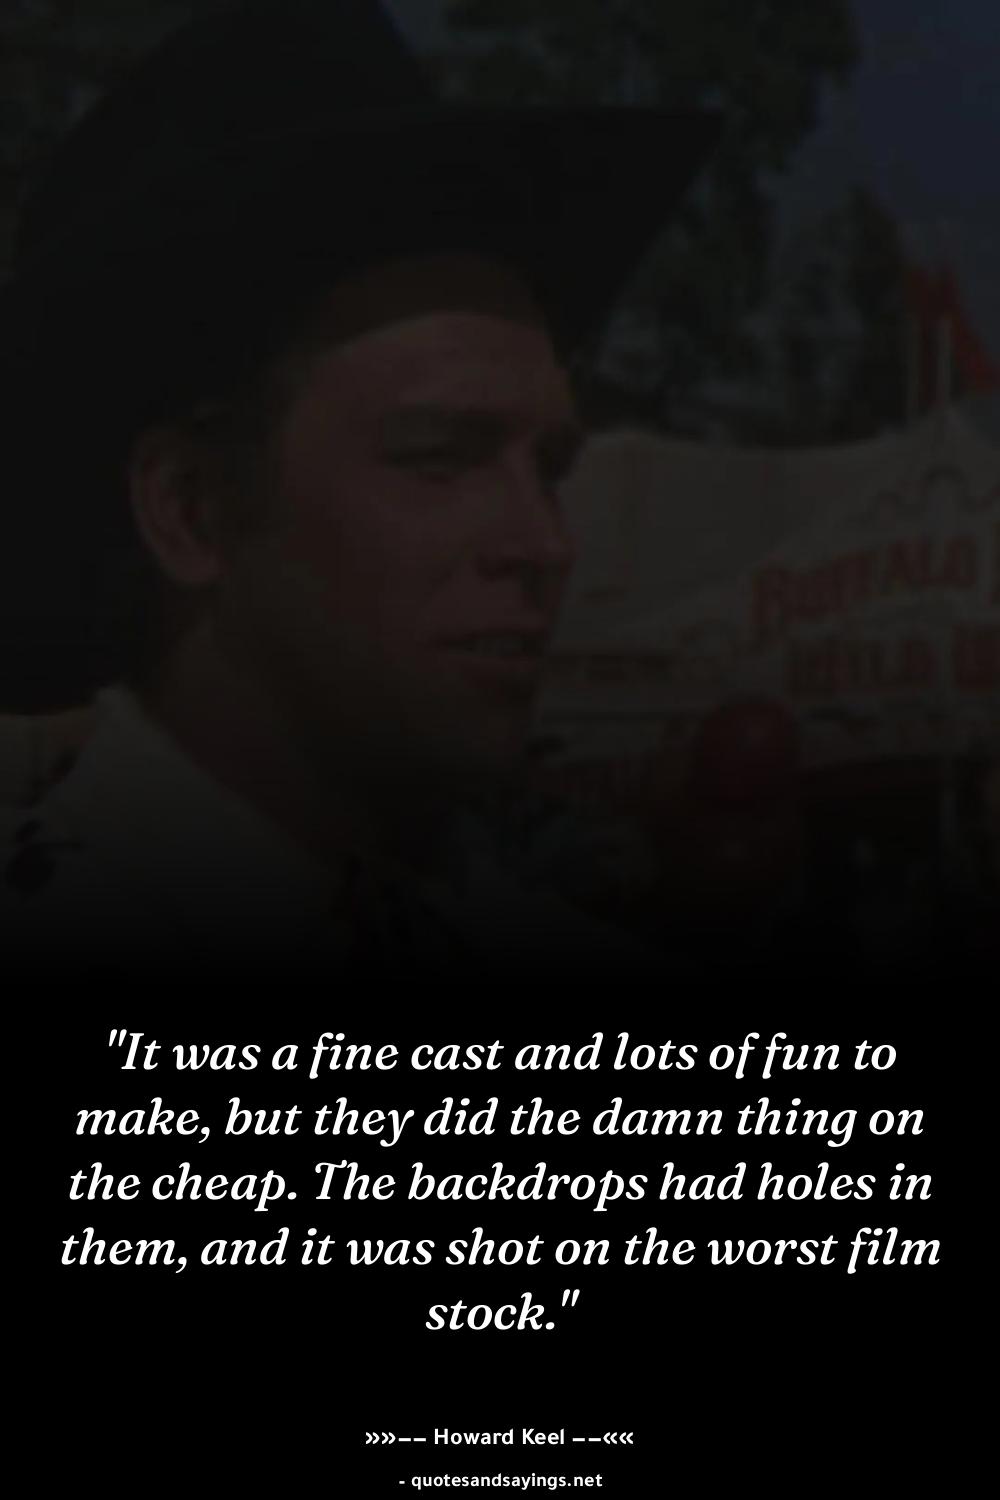 BUFFALO
WILD
"It was a fine cast and lots of fun to
make, but they did the damn thing on
the cheap. The backdrops had holes in
them, and it was shot on the worst film
stock."
»»−− Howard Keel −−««
- quotesandsayings.net